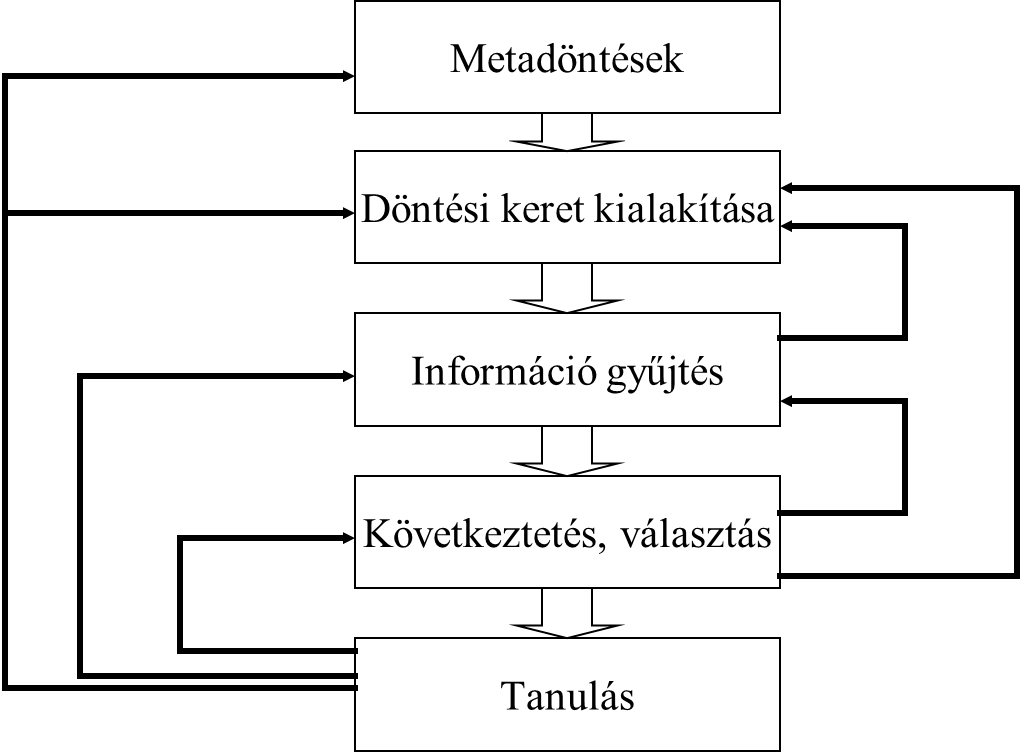 Metadöntések
Döntési keret kialakítása
Információ gyűjtés
Következtetés, választás
Tanulás